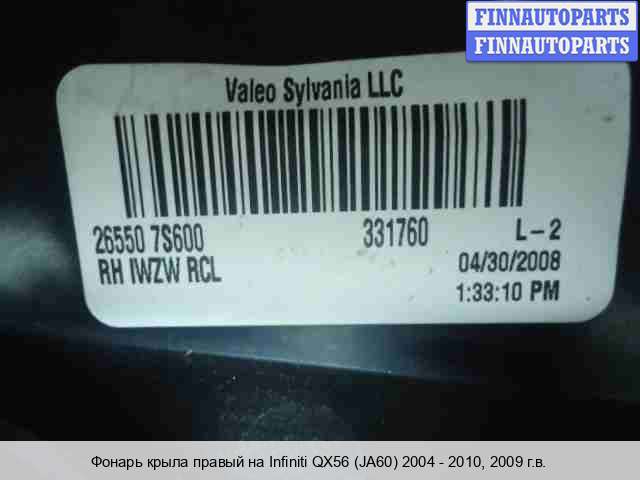 FINNAUTOPARTS
FINNAUTOPARTS
Valeo Sylvania LLC
26550 7S600 331760 L-2
RH IWZW RCL 04/30/2008
1:33:10 PM
Фонарь крыла правый на Infiniti QX56 (JA60) 2004 - 2010, 2009 г.в.